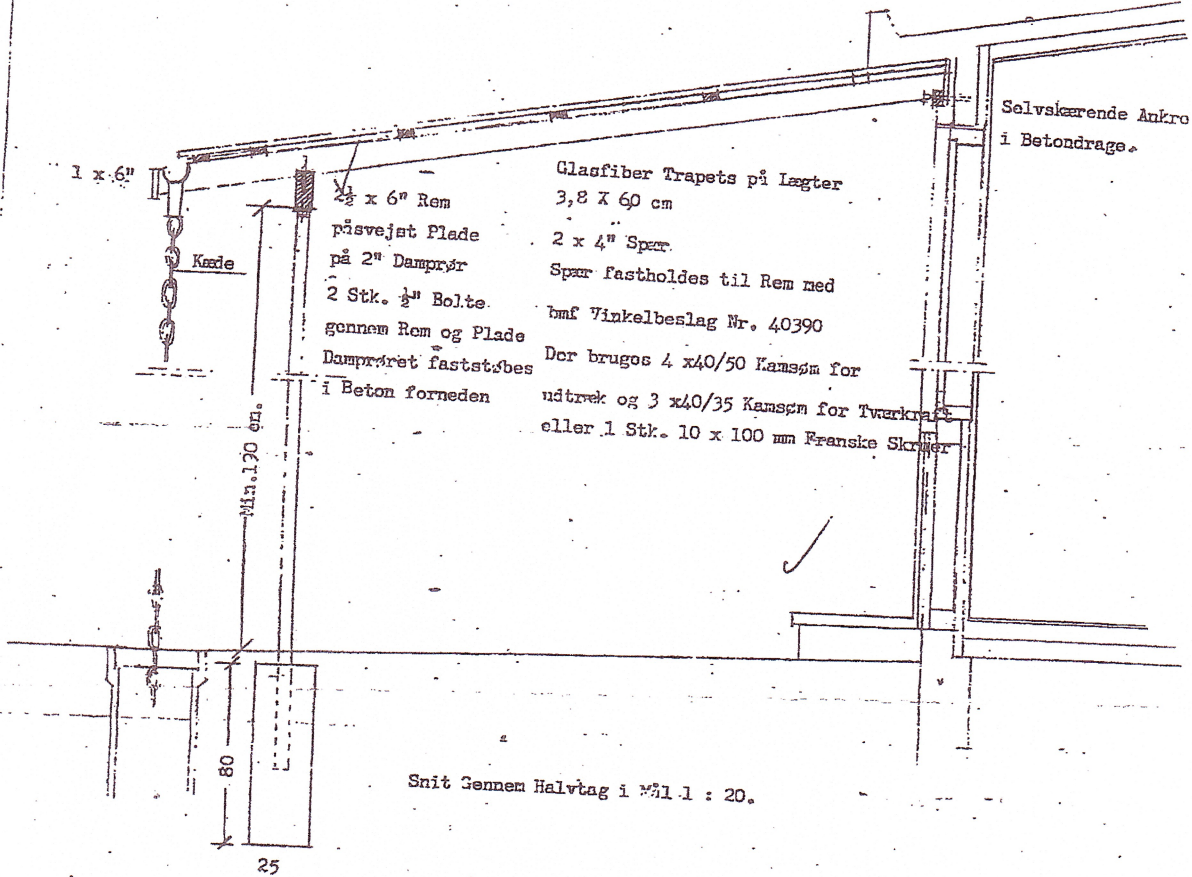 Selvskærende Ankre
i Betondrage.
1 x 6"
Kæde
2½ x 6" Rem
påsvejst Plade
på 2" Damprør
2 Stk. ½" Bolte
gennem Rem og Plade
Damprøret faststøbes
i Beton forneden
Glasfiber Trapets på Lægter
3,8 X 60 cm
2 x 4" Spær
Spær fastholdes til Rem med
bmf Vinkelbeslag Nr. 40390
Der bruges 4 x40/50 Kamsøm for
udtræk og 3 x40/35 Kamsøm for Tværkraft
eller 1 Stk. 10 x 100 mm Franske Skruer
Min.190 cm.
80
25
Snit Gennem Halvtag i Mål 1 : 20.